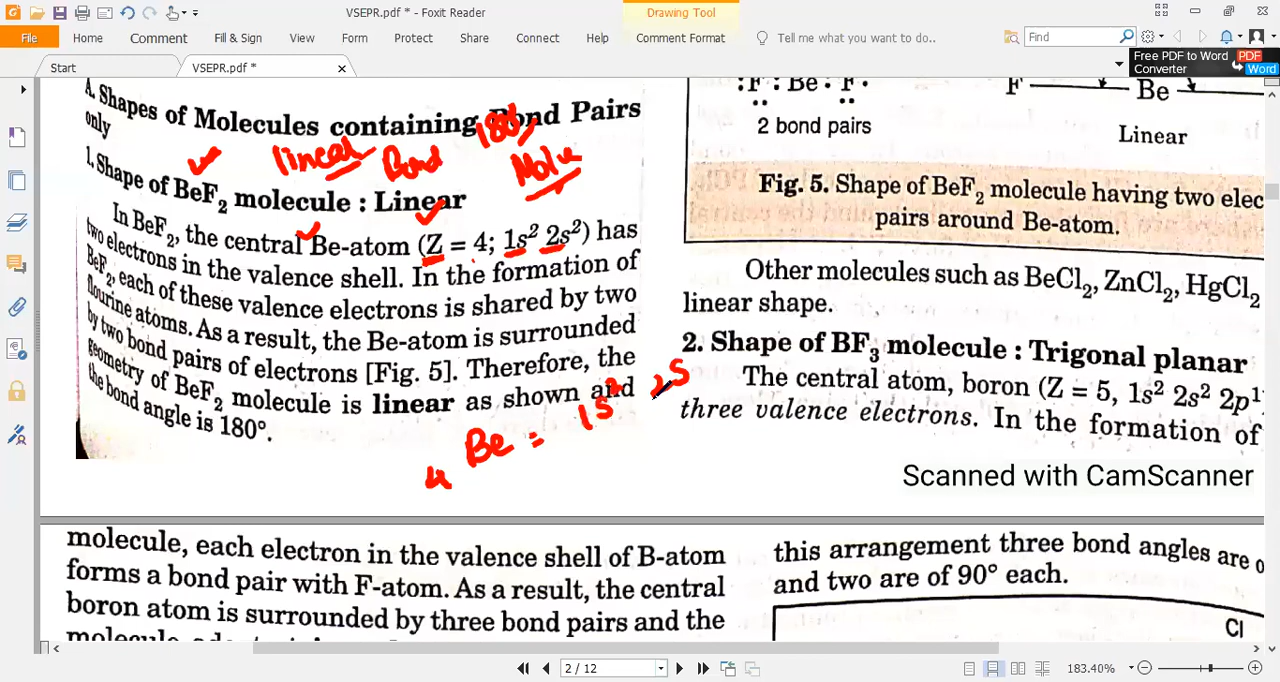 VSEPR.pdf * - Foxit Reader
Drawing Tool
File Home Comment Fill & Sign View Form Protect Share Connect Help Comment Format Tell me what you want to do.. Find
Start VSEPR.pdf *
Free PDF to Word Converter
PDF Word
A. Shapes of Molecules containing Bond Pairs
only
linear Bond 180°
1. Shape of BeF2 molecule : Linear
In BeF2, the central Be-atom (Z = 4; 1s² 2s²) has
two electrons in the valence shell. In the formation of
BeF2, each of these valence electrons is shared by two
flourine atoms. As a result, the Be-atom is surrounded
by two bond pairs of electrons [Fig. 5]. Therefore, the
geometry of BeF2 molecule is linear as shown and
the bond angle is 180°.
4 Be = 1s² 2s
: F : Be : F :
2 bond pairs
F Be
Linear
Fig. 5. Shape of BeF2 molecule having two elec
pairs around Be-atom.
Other molecules such as BeCl2, ZnCl2, HgCl2
linear shape.
2. Shape of BF3 molecule : Trigonal planar
The central atom, boron (Z = 5, 1s² 2s² 2p¹
three valence electrons. In the formation of
Scanned with CamScanner
molecule, each electron in the valence shell of B-atom
forms a bond pair with F-atom. As a result, the central
boron atom is surrounded by three bond pairs and the
this arrangement three bond angles are o
and two are of 90° each.
Cl
2 / 12
183.40%